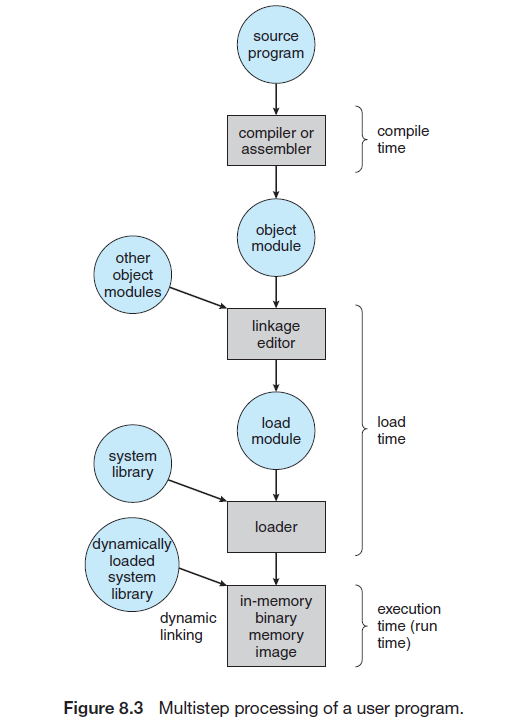 source
program
compiler or
assembler
compile
time
object
module
other
object
modules
linkage
editor
load
module
load
time
system
library
loader
dynamically
loaded
system
library
dynamic
linking
in-memory
binary
memory
image
execution
time (run
time)
Figure 8.3 Multistep processing of a user program.